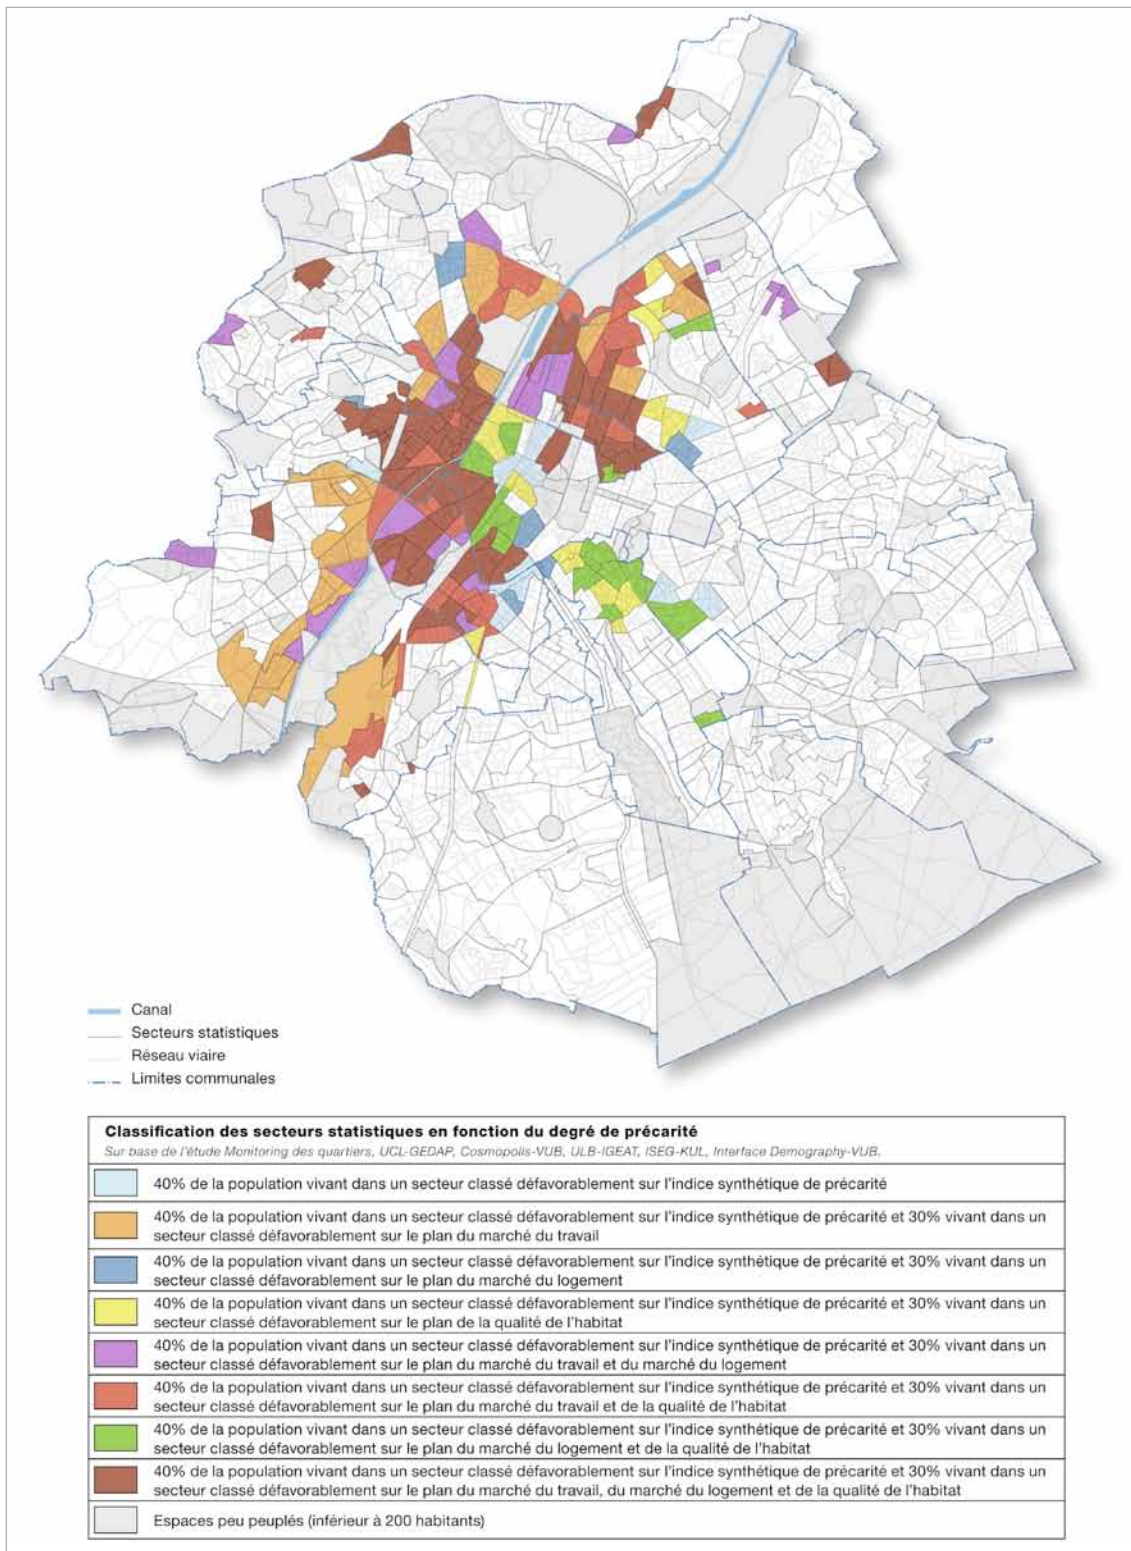 Canal
Secteurs statistiques
Réseau viaire
Limites communales
Classification des secteurs statistiques en fonction du degré de précarité
Sur base de l'étude Monitoring des quartiers, UCL-GEDAP, Cosmopolis-VUB, ULB-IGEAT, ISEG-KUL, Interface Demography-VUB.
40% de la population vivant dans un secteur classé défavorablement sur l'indice synthétique de précarité
40% de la population vivant dans un secteur classé défavorablement sur l'indice synthétique de précarité et 30% vivant dans un
secteur classé défavorablement sur le plan du marché du travail
40% de la population vivant dans un secteur classé défavorablement sur l'indice synthétique de précarité et 30% vivant dans un
secteur classé défavorablement sur le plan du marché du logement
40% de la population vivant dans un secteur classé défavorablement sur l'indice synthétique de précarité et 30% vivant dans un
secteur classé défavorablement sur le plan de la qualité de l'habitat
40% de la population vivant dans un secteur classé défavorablement sur l'indice synthétique de précarité et 30% vivant dans un
secteur classé défavorablement sur le plan du marché du travail et du marché du logement
40% de la population vivant dans un secteur classé défavorablement sur l'indice synthétique de précarité et 30% vivant dans un
secteur classé défavorablement sur le plan du marché du travail et de la qualité de l'habitat
40% de la population vivant dans un secteur classé défavorablement sur l'indice synthétique de précarité et 30% vivant dans un
secteur classé défavorablement sur le plan du marché du logement et de la qualité de l'habitat
40% de la population vivant dans un secteur classé défavorablement sur l'indice synthétique de précarité et 30% vivant dans un
secteur classé défavorablement sur le plan du marché du travail, du marché du logement et de la qualité de l'habitat
Espaces peu peuplés (inférieur à 200 habitants)